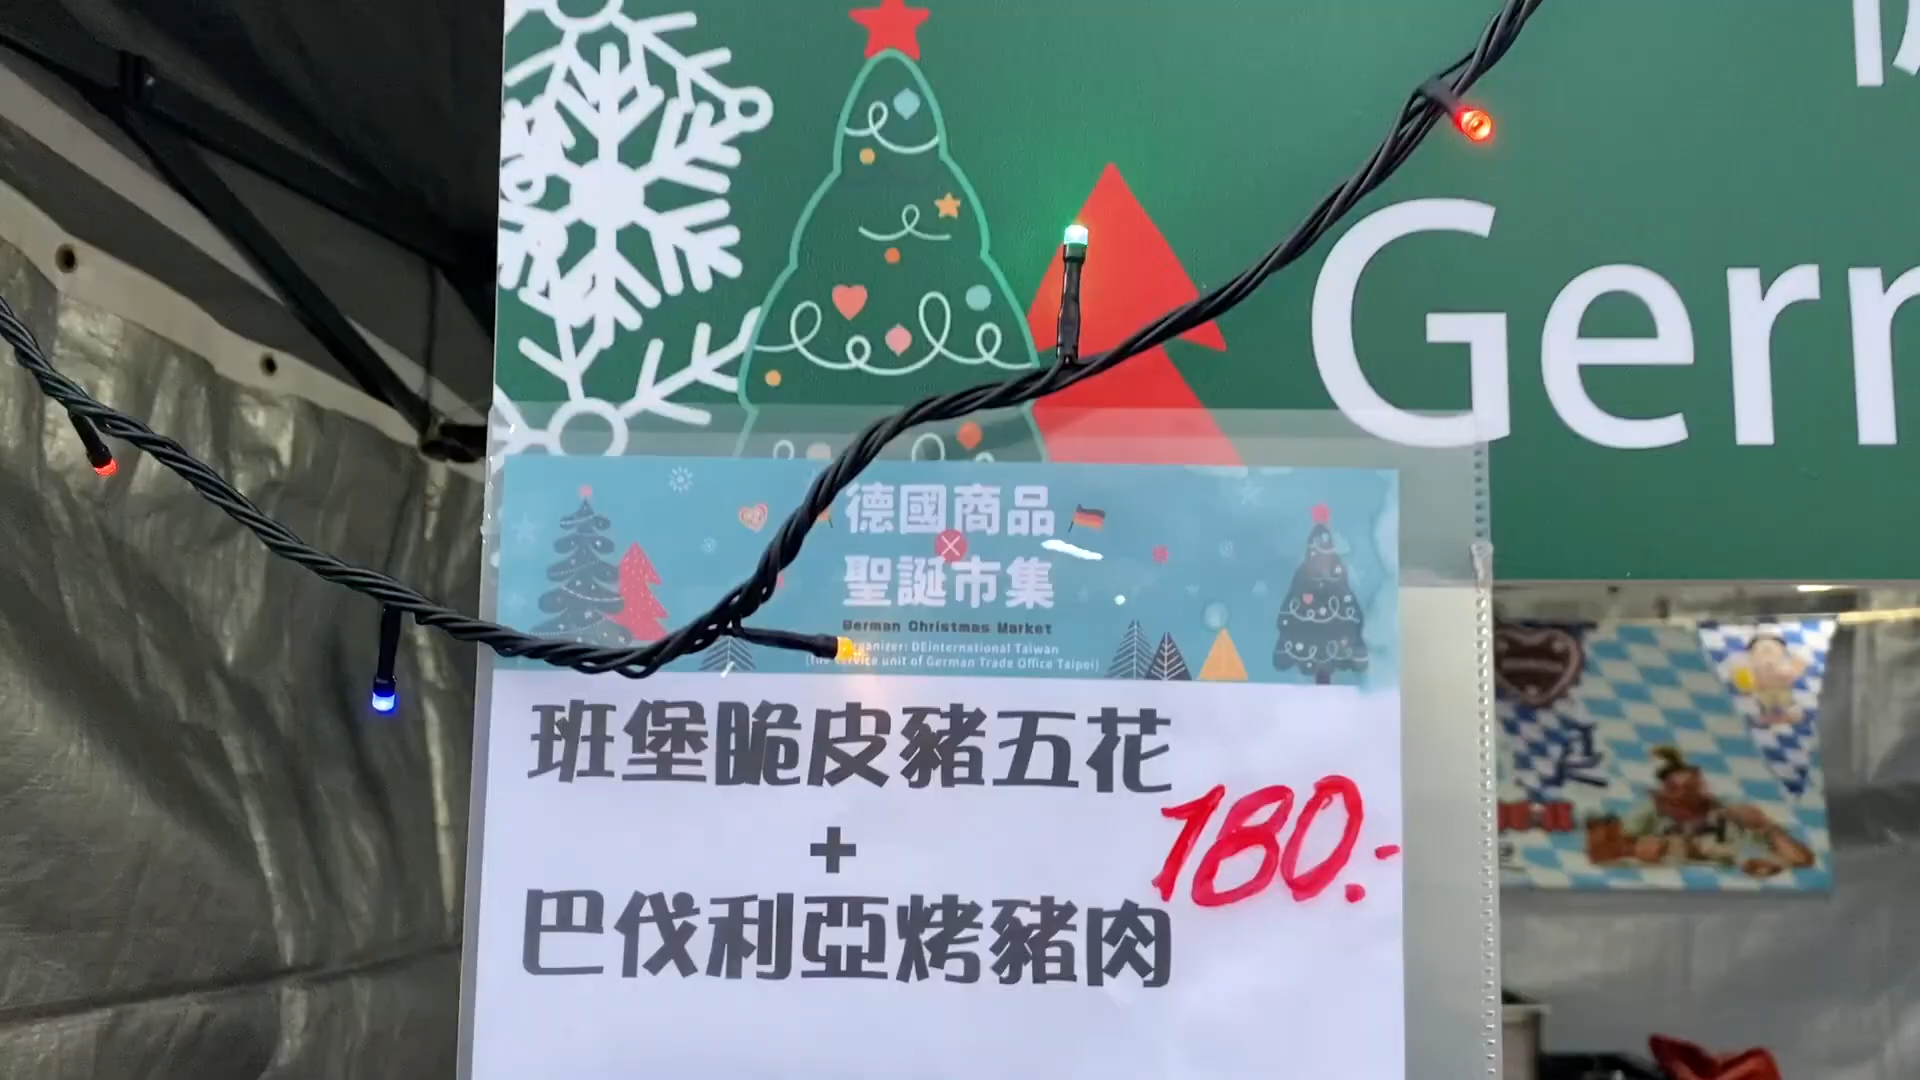 Gerr
德國商品
聖誕市集
German Christmas Market
Organizer: DEinternational Taiwan
(The service unit of German Trade Office Taipei)
班堡脆皮豬五花
+
180.-
巴伐利亞烤豬肉